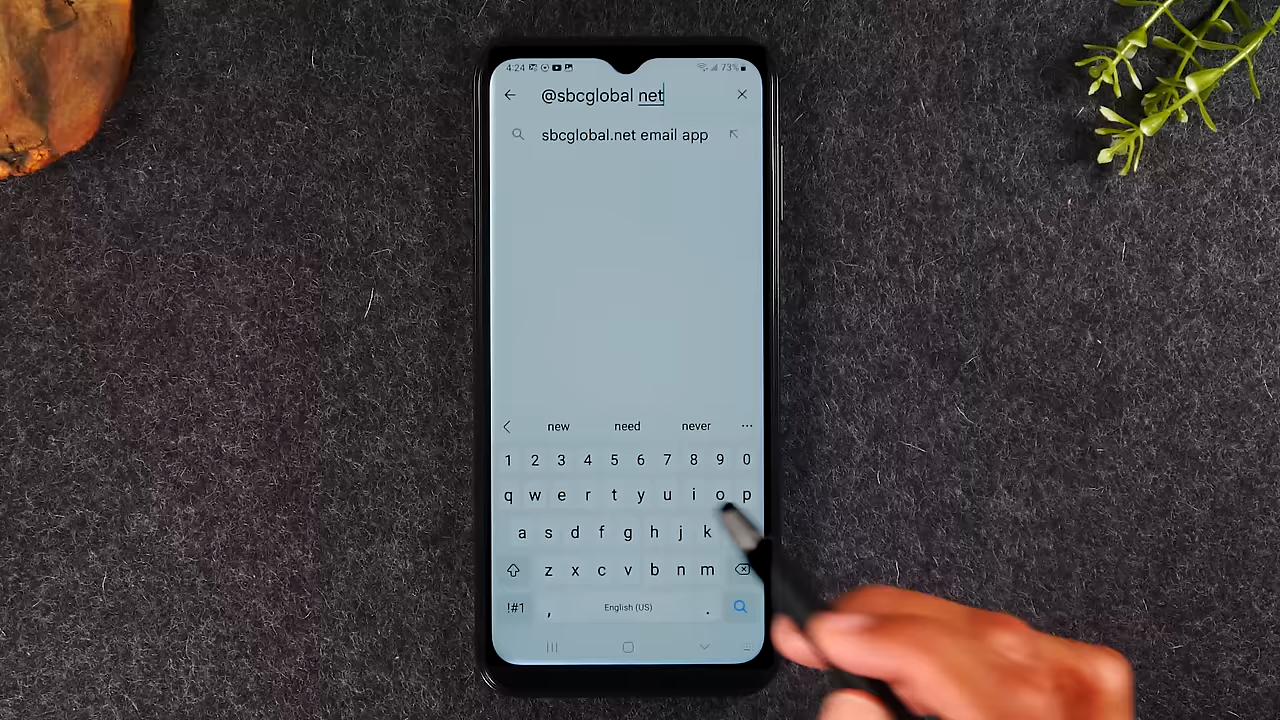 4:24 73%
@sbcglobal net
sbcglobal.net email app
new need never ...
1 2 3 4 5 6 7 8 9 0
q w e r t y u i o p
a s d f g h j k
z x c v b n m
!#1 , English (US) .